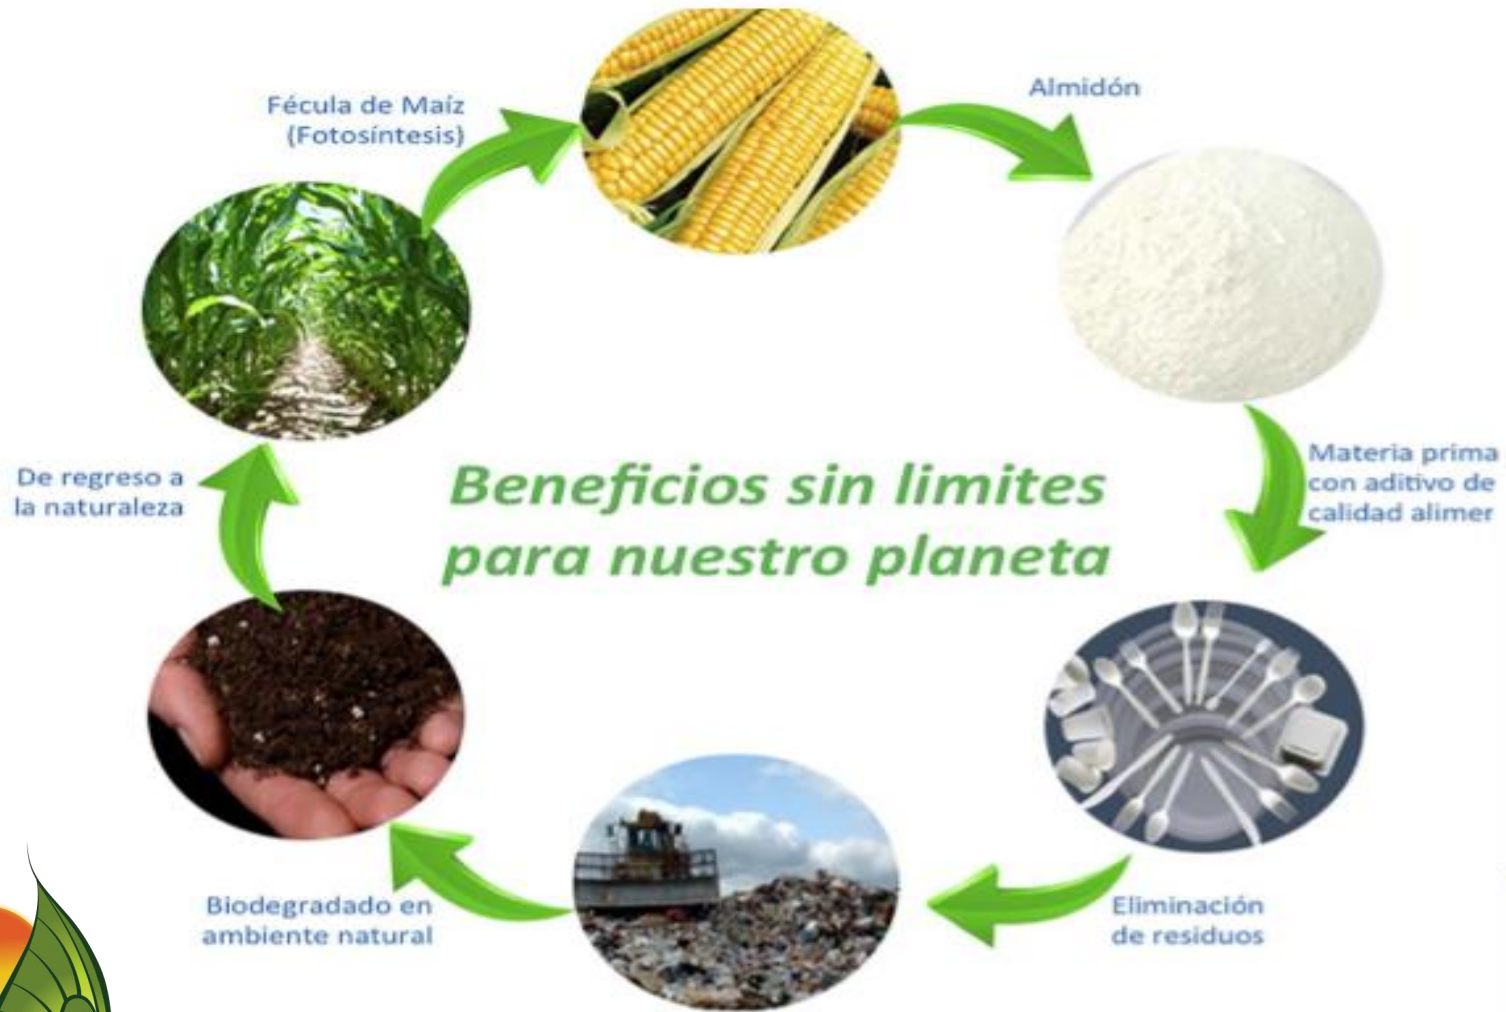 Fécula de Maíz
(Fotosíntesis)
Almidón
Materia prima
con aditivo de
calidad alimer
Eliminación
de residuos
Biodegradado en
ambiente natural
De regreso a
la naturaleza
Beneficios sin limites
para nuestro planeta